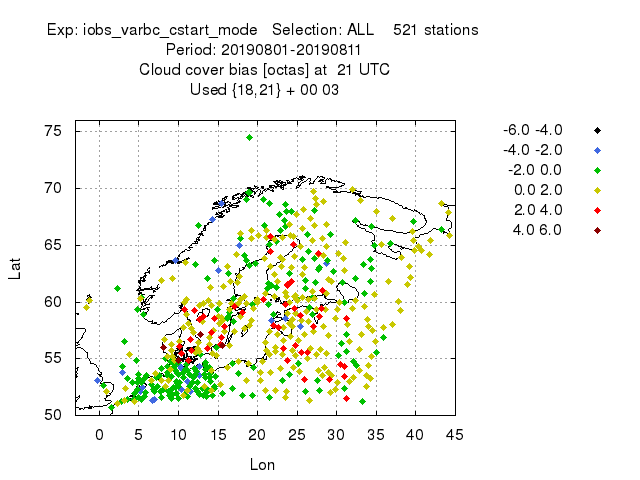 Exp: iobs_varbc_cstart_mode Selection: ALL 521 stations
Period: 20190801-20190811
Cloud cover bias [octas] at 21 UTC
Used {18,21} + 00 03
-6.0 -4.0
-4.0 -2.0
-2.0 0.0
0.0 2.0
2.0 4.0
4.0 6.0
75
70
65
60
55
50
Lat
0 5 10 15 20 25 30 35 40 45
Lon